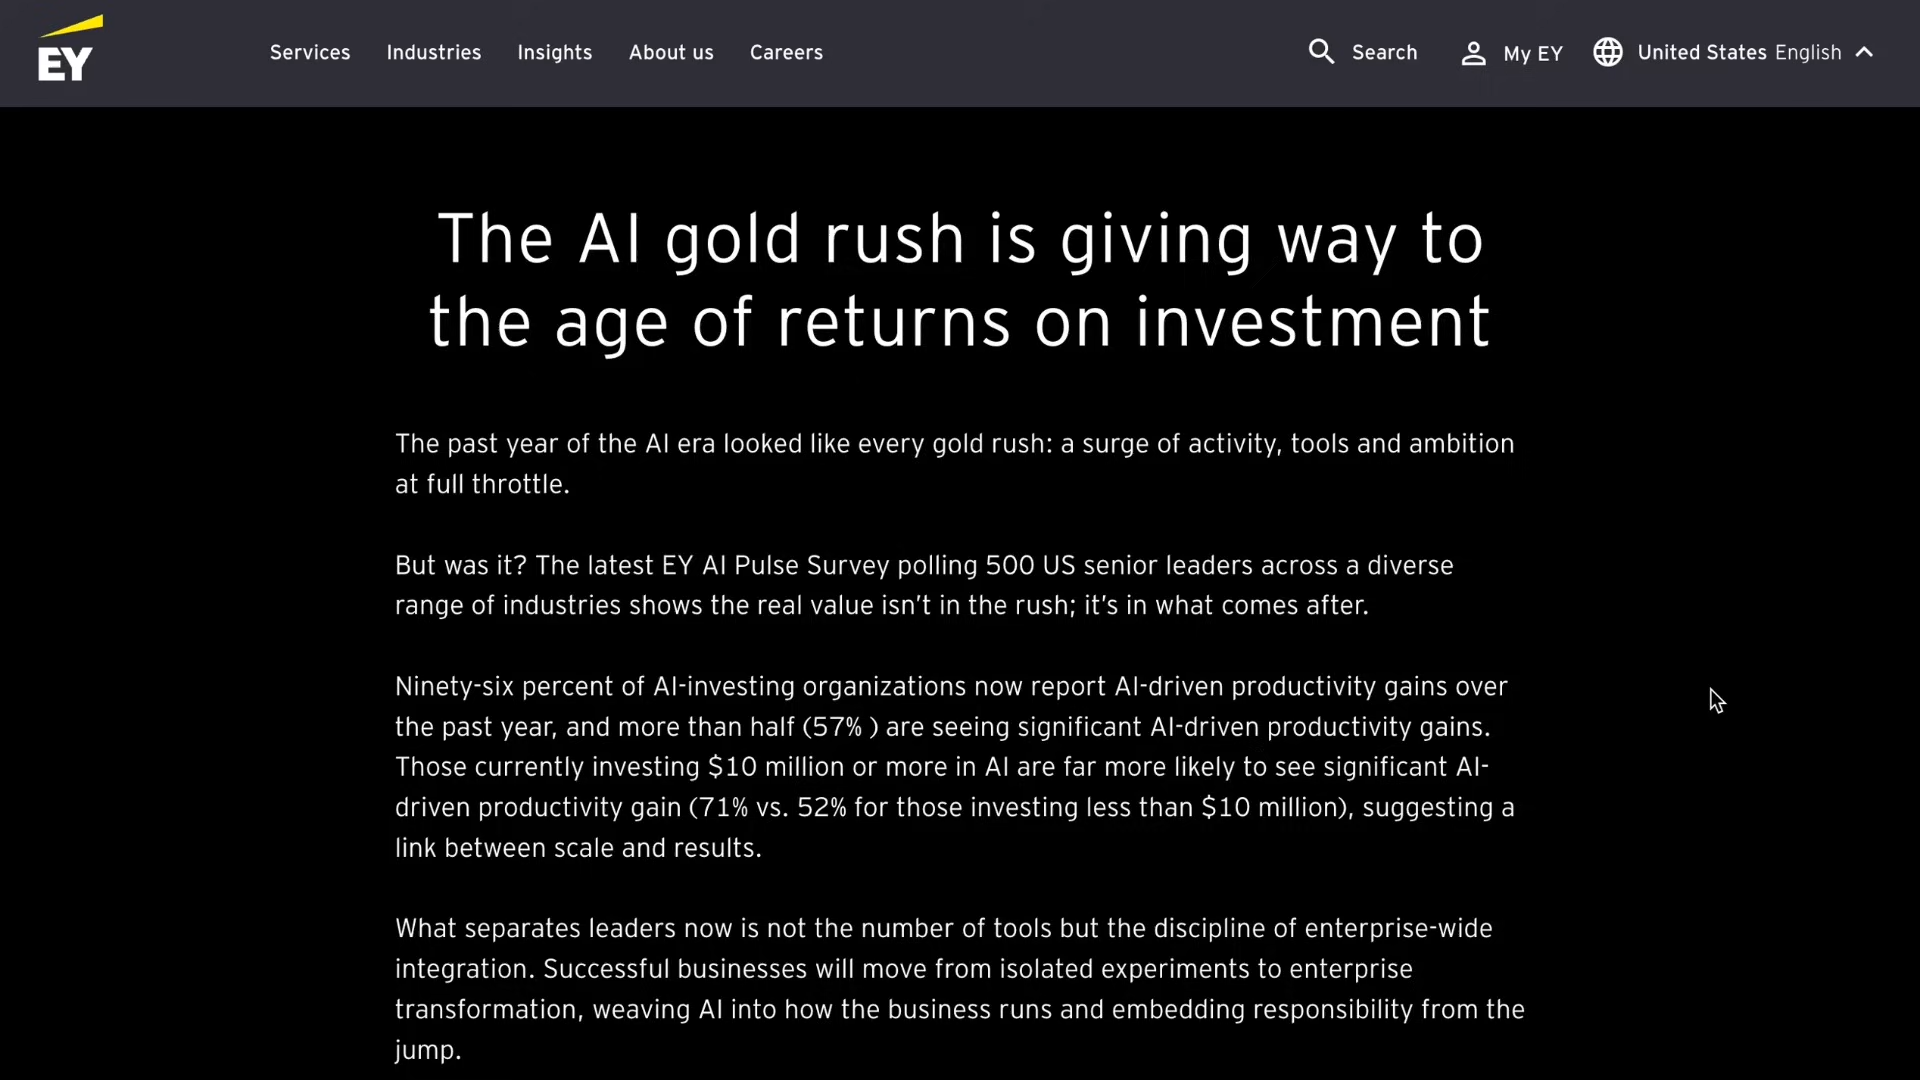 EY
Services
Industries
Insights
About us
Careers
Search
My EY
United States English
The AI gold rush is giving way to
the age of returns on investment
The past year of the AI era looked like every gold rush: a surge of activity, tools and ambition
at full throttle.
But was it? The latest EY AI Pulse Survey polling 500 US senior leaders across a diverse
range of industries shows the real value isn’t in the rush; it’s in what comes after.
Ninety-six percent of AI-investing organizations now report AI-driven productivity gains over
the past year, and more than half (57% ) are seeing significant AI-driven productivity gains.
Those currently investing $10 million or more in AI are far more likely to see significant AI-
driven productivity gain (71% vs. 52% for those investing less than $10 million), suggesting a
link between scale and results.
What separates leaders now is not the number of tools but the discipline of enterprise-wide
integration. Successful businesses will move from isolated experiments to enterprise
transformation, weaving AI into how the business runs and embedding responsibility from the
jump.